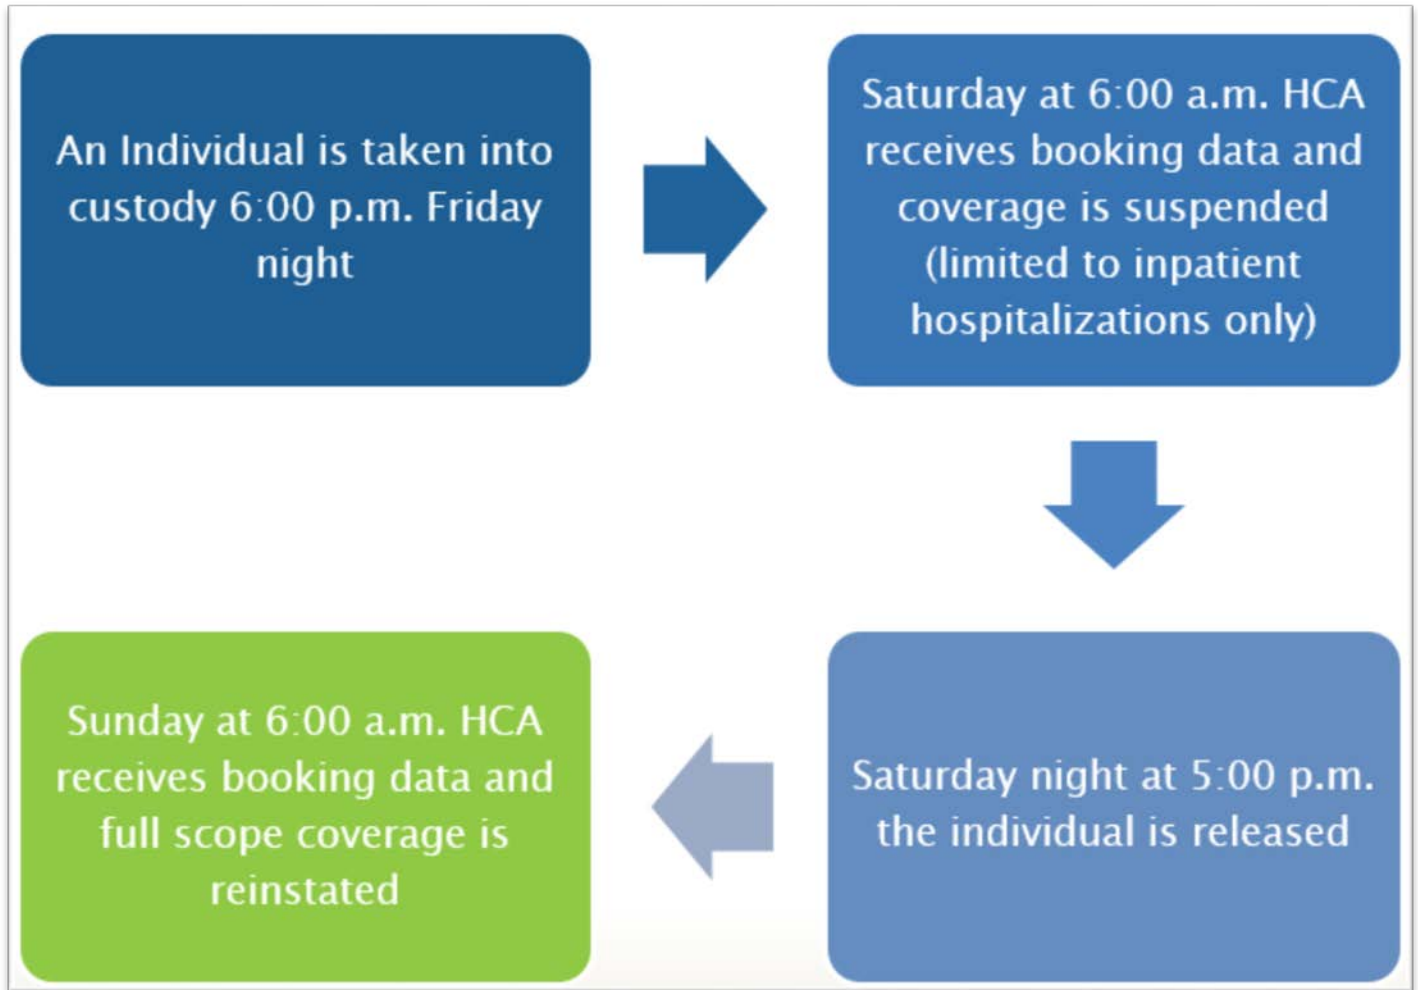 An Individual is taken into
custody 6:00 p.m. Friday
night
Saturday at 6:00 a.m. HCA
receives booking data and
coverage is suspended
(limited to inpatient
hospitalizations only)
Saturday night at 5:00 p.m.
the individual is released
Sunday at 6:00 a.m. HCA
receives booking data and
full scope coverage is
reinstated